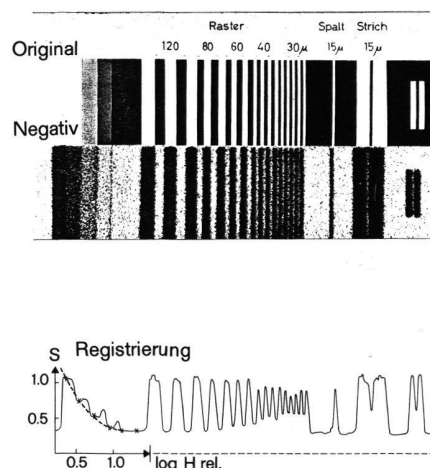 Raster Spalt Strich
Original 120 80 60 40 30μ 15μ 15μ
Negativ
S Registrierung
1.0
0.5
0.5 1.0 log H rel.